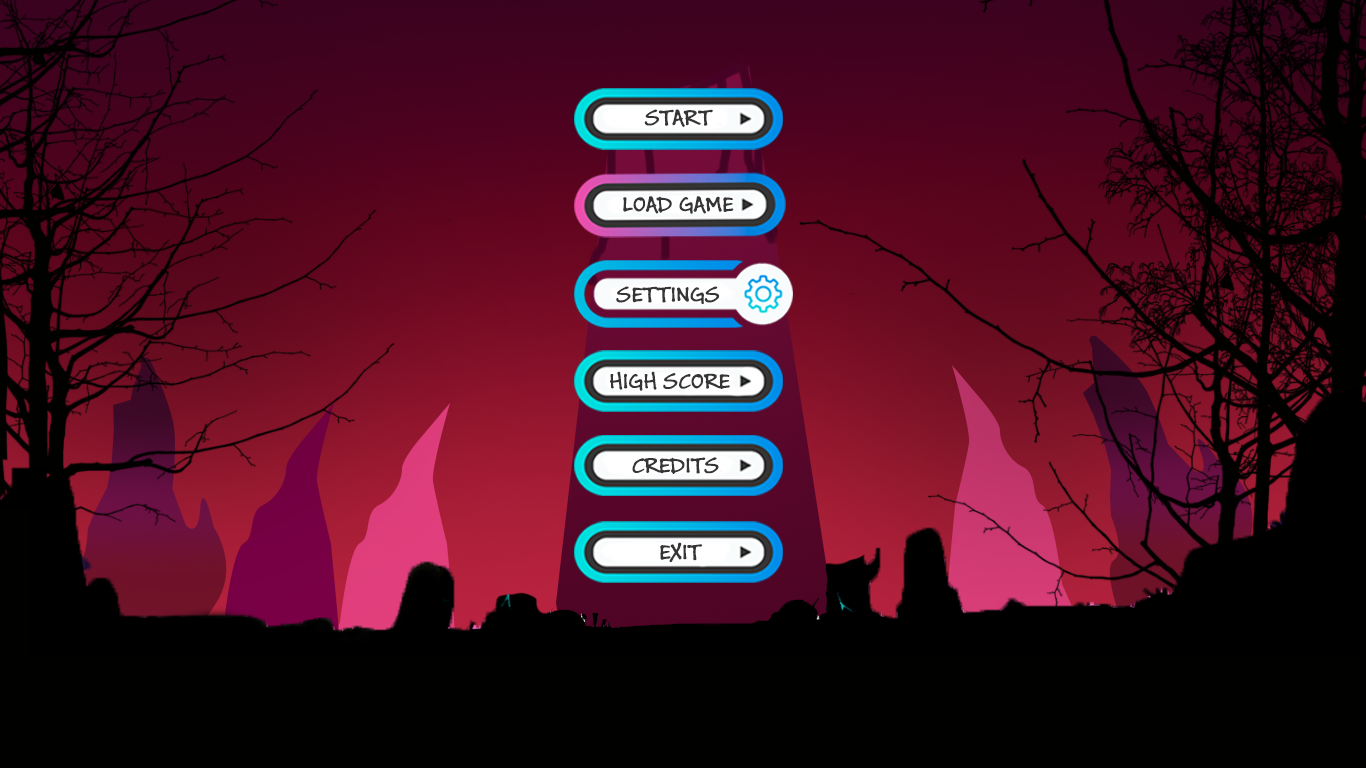 START
LOAD GAME
SETTINGS
HIGH SCORE
CREDITS
EXIT